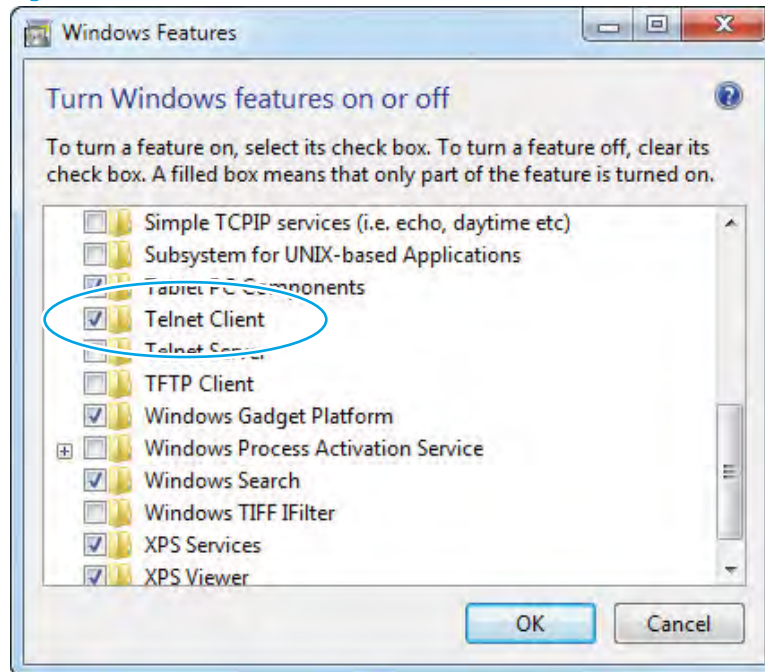 Windows Features
Turn Windows features on or off
To turn a feature on, select its check box. To turn a feature off, clear its
check box. A filled box means that only part of the feature is turned on.
Simple TCPIP services (i.e. echo, daytime etc)
Subsystem for UNIX-based Applications
Tablet PC Components
Telnet Client
Telnet Server
TFTP Client
Windows Gadget Platform
Windows Process Activation Service
Windows Search
Windows TIFF IFilter
XPS Services
XPS Viewer
OK Cancel